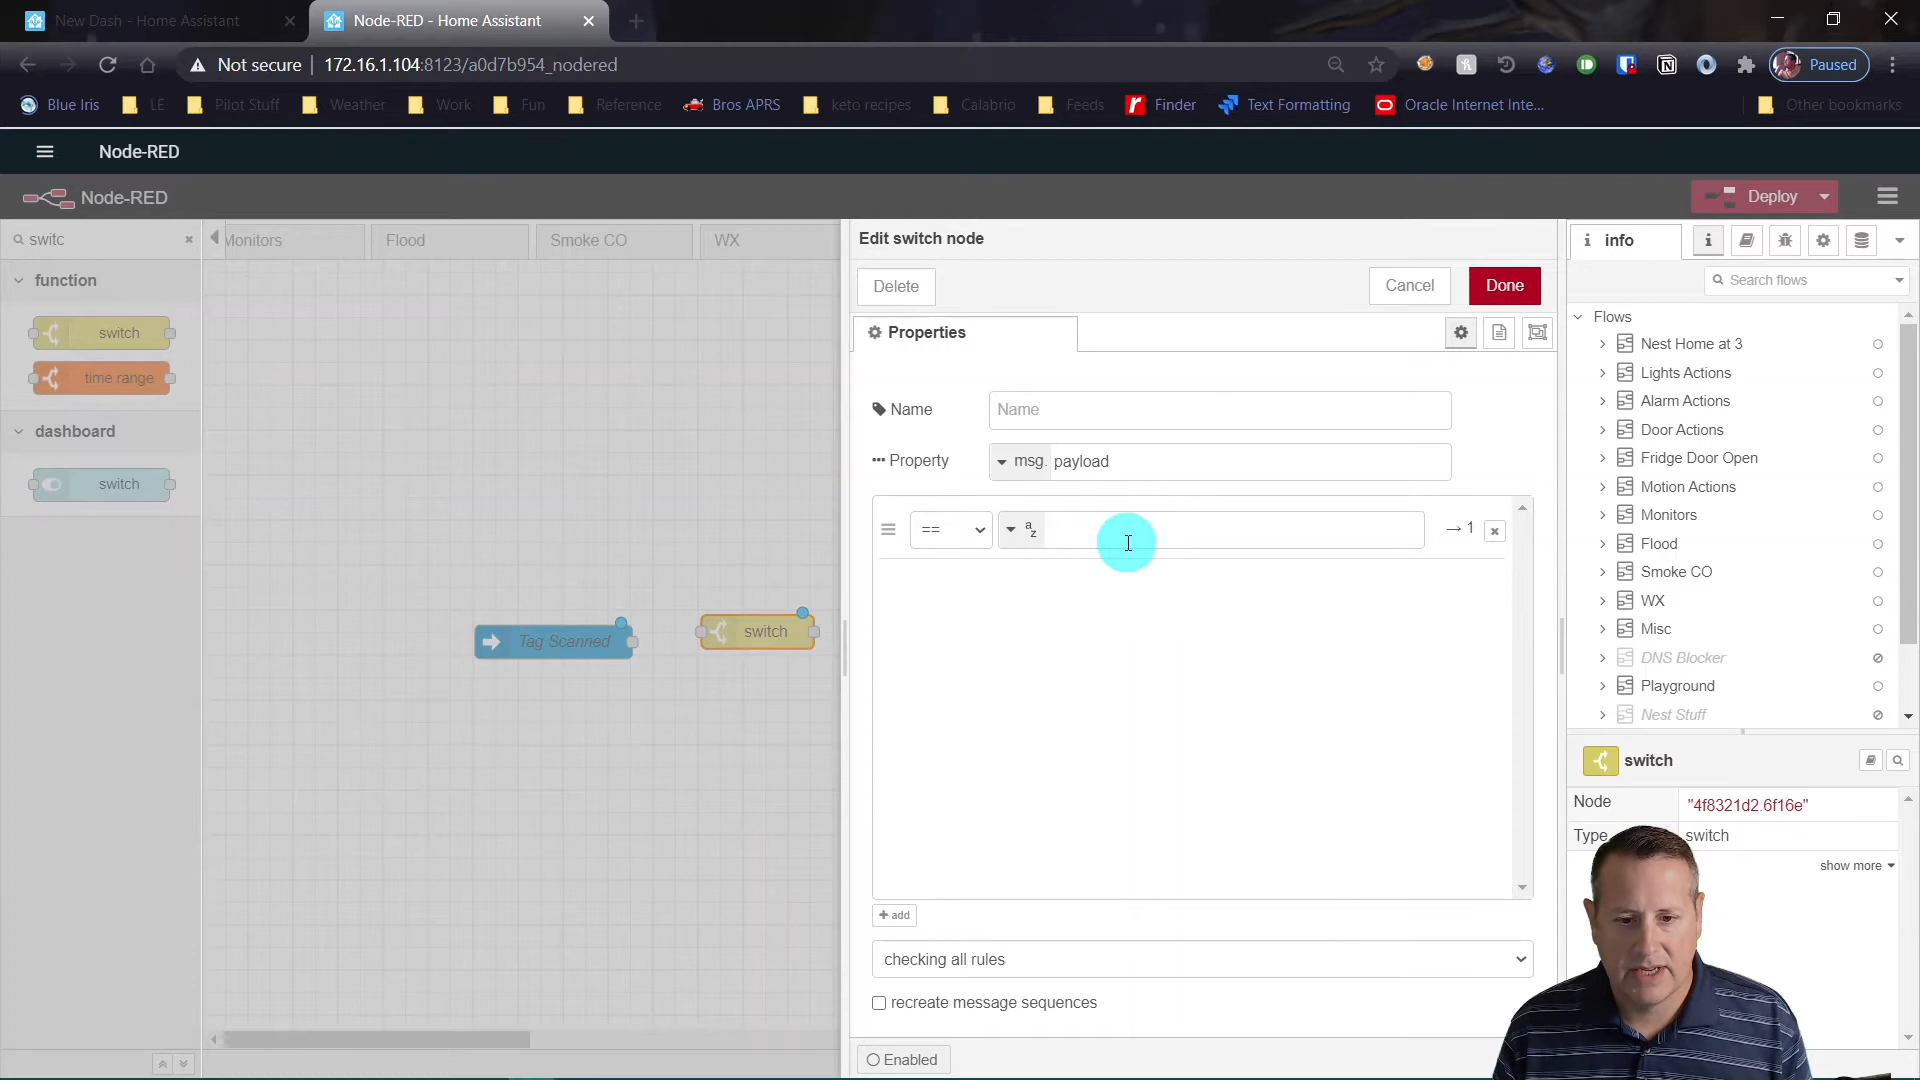 New Dash - Home Assistant
Node-RED - Home Assistant
Not secure
172.16.1.104:8123/a0d7b954_nodered
Paused
Blue Iris
LE
Pilot Stuff
Weather
Work
Fun
Reference
Bros APRS
keto recipes
Calabrio
Feeds
Finder
Text Formatting
Oracle Internet Inte...
Other bookmarks
Node-RED
Node-RED
Deploy
switc
Monitors
Flood
Smoke CO
WX
Edit switch node
info
function
Delete
Cancel
Done
Search flows
switch
time range
dashboard
switch
Properties
Name
Name
Property
msg. payload
==
a
z
→ 1
Tag Scanned
switch
+ add
checking all rules
recreate message sequences
Enabled
Flows
Nest Home at 3
Lights Actions
Alarm Actions
Door Actions
Fridge Door Open
Motion Actions
Monitors
Flood
Smoke CO
WX
Misc
DNS Blocker
Playground
Nest Stuff
switch
Node
"4f8321d2.6f16e"
Type
switch
show more